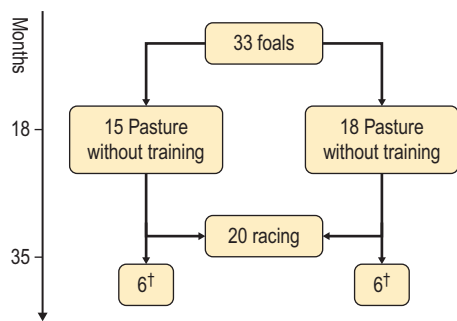 Months
33 foals
18
15 Pasture
without training
18 Pasture
without training
20 racing
35
6†
6†